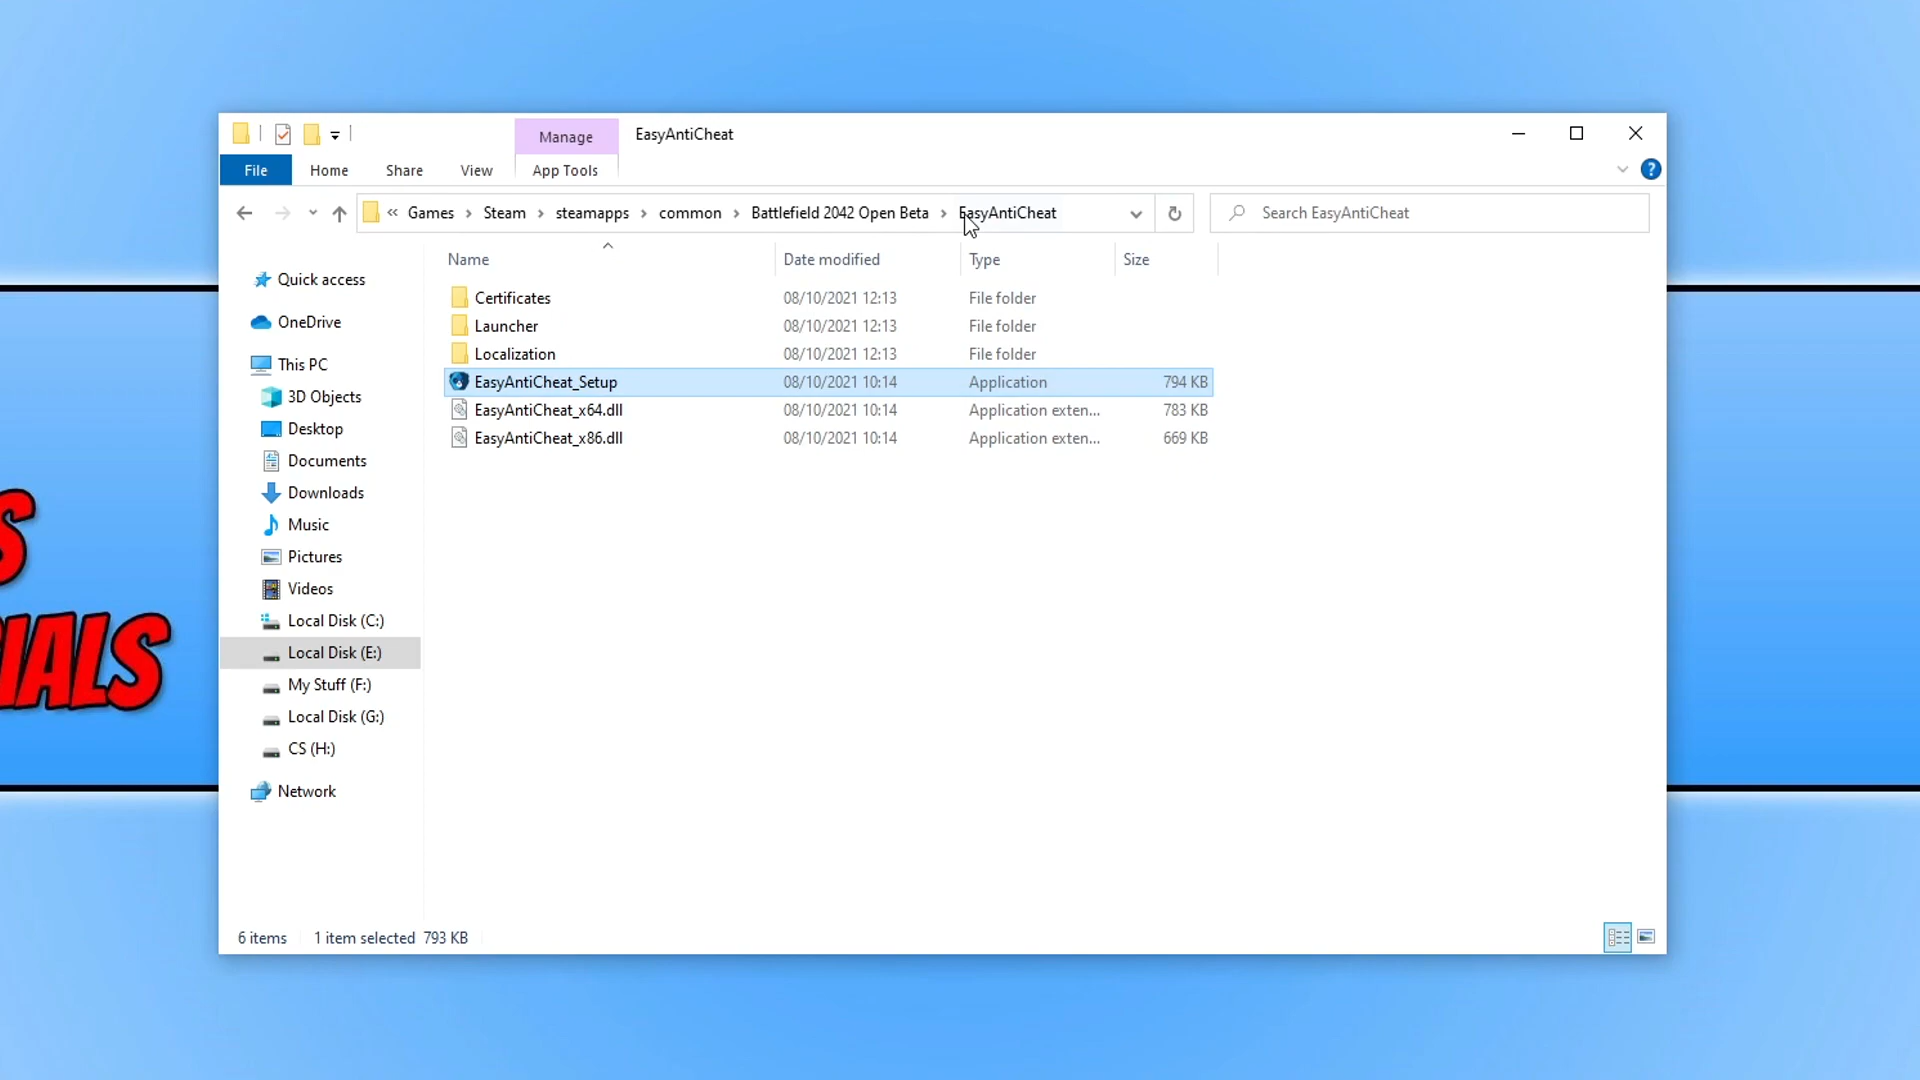 Manage EasyAntiCheat
File Home Share View App Tools
« Games › Steam › steamapps › common › Battlefield 2042 Open Beta › EasyAntiCheat Search EasyAntiCheat
Name Date modified Type Size
Quick access
OneDrive
This PC
3D Objects
Desktop
Documents
Downloads
Music
Pictures
Videos
Local Disk (C:)
Local Disk (E:)
My Stuff (F:)
Local Disk (G:)
CS (H:)
Network
Certificates 08/10/2021 12:13 File folder
Launcher 08/10/2021 12:13 File folder
Localization 08/10/2021 12:13 File folder
EasyAntiCheat_Setup 08/10/2021 10:14 Application 794 KB
EasyAntiCheat_x64.dll 08/10/2021 10:14 Application exten... 783 KB
EasyAntiCheat_x86.dll 08/10/2021 10:14 Application exten... 669 KB
6 items 1 item selected 793 KB
S
IALS